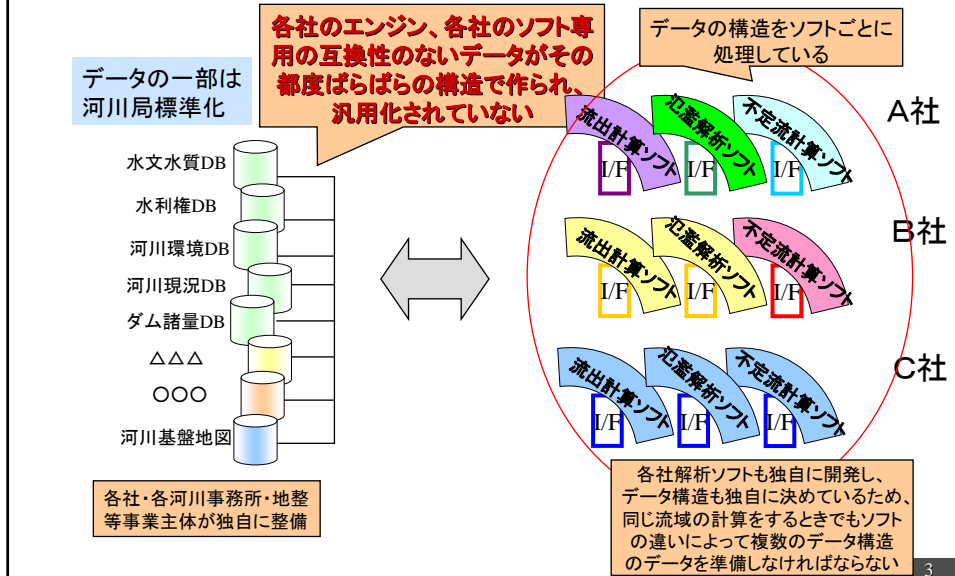 各社のエンジン、各社のソフト専
用の互換性のないデータがその
都度ばらばらの構造で作られ、
汎用化されていない
データの構造をソフトごとに
処理している
データの一部は
河川局標準化
水文水質DB
水利権DB
河川環境DB
河川現況DB
ダム諸量DB
△△△
○○○
河川基盤地図
各社・各河川事務所・地整
等事業主体が独自に整備
A社
流出計算ソフト
氾濫解析ソフト
不定流計算ソフト
I/F
I/F
I/F
B社
流出計算ソフト
氾濫解析ソフト
不定流計算ソフト
I/F
I/F
I/F
C社
流出計算ソフト
氾濫解析ソフト
不定流計算ソフト
I/F
I/F
I/F
各社解析ソフトも独自に開発し、
データ構造も独自に決めているため、
同じ流域の計算をするときでもソフト
の違いによって複数のデータ構造
のデータを準備しなければならない
3